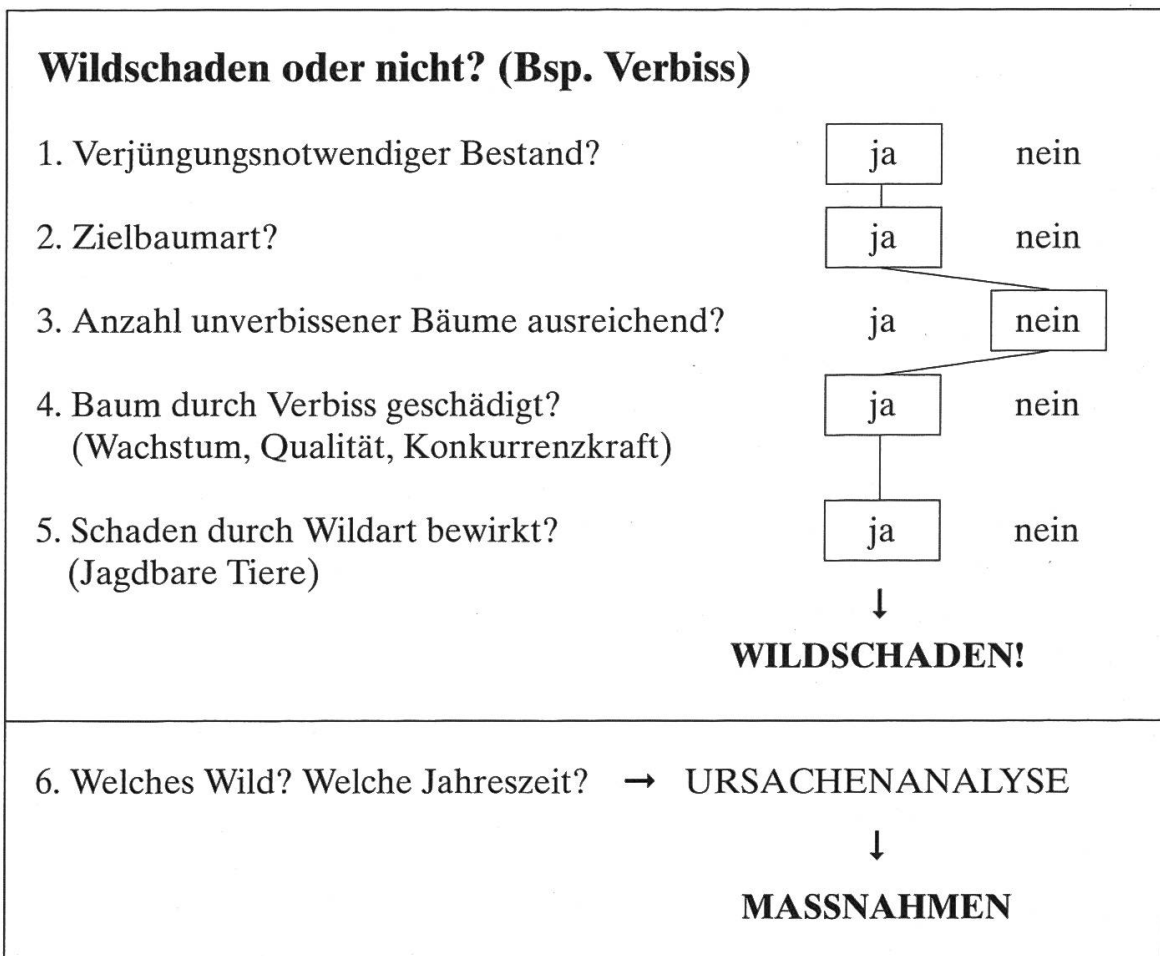 Wildschaden oder nicht? (Bsp. Verbiss)
1. Verjüngungsnotwendiger Bestand? ja nein
2. Zielbaumart? ja nein
3. Anzahl unverbissener Bäume ausreichend? ja nein
4. Baum durch Verbiss geschädigt? ja nein
(Wachstum, Qualität, Konkurrenzkraft)
5. Schaden durch Wildart bewirkt? ja nein
(Jagdbare Tiere)
↓
WILDSCHADEN!
6. Welches Wild? Welche Jahreszeit? → URSACHENANALYSE
↓
MASSNAHMEN